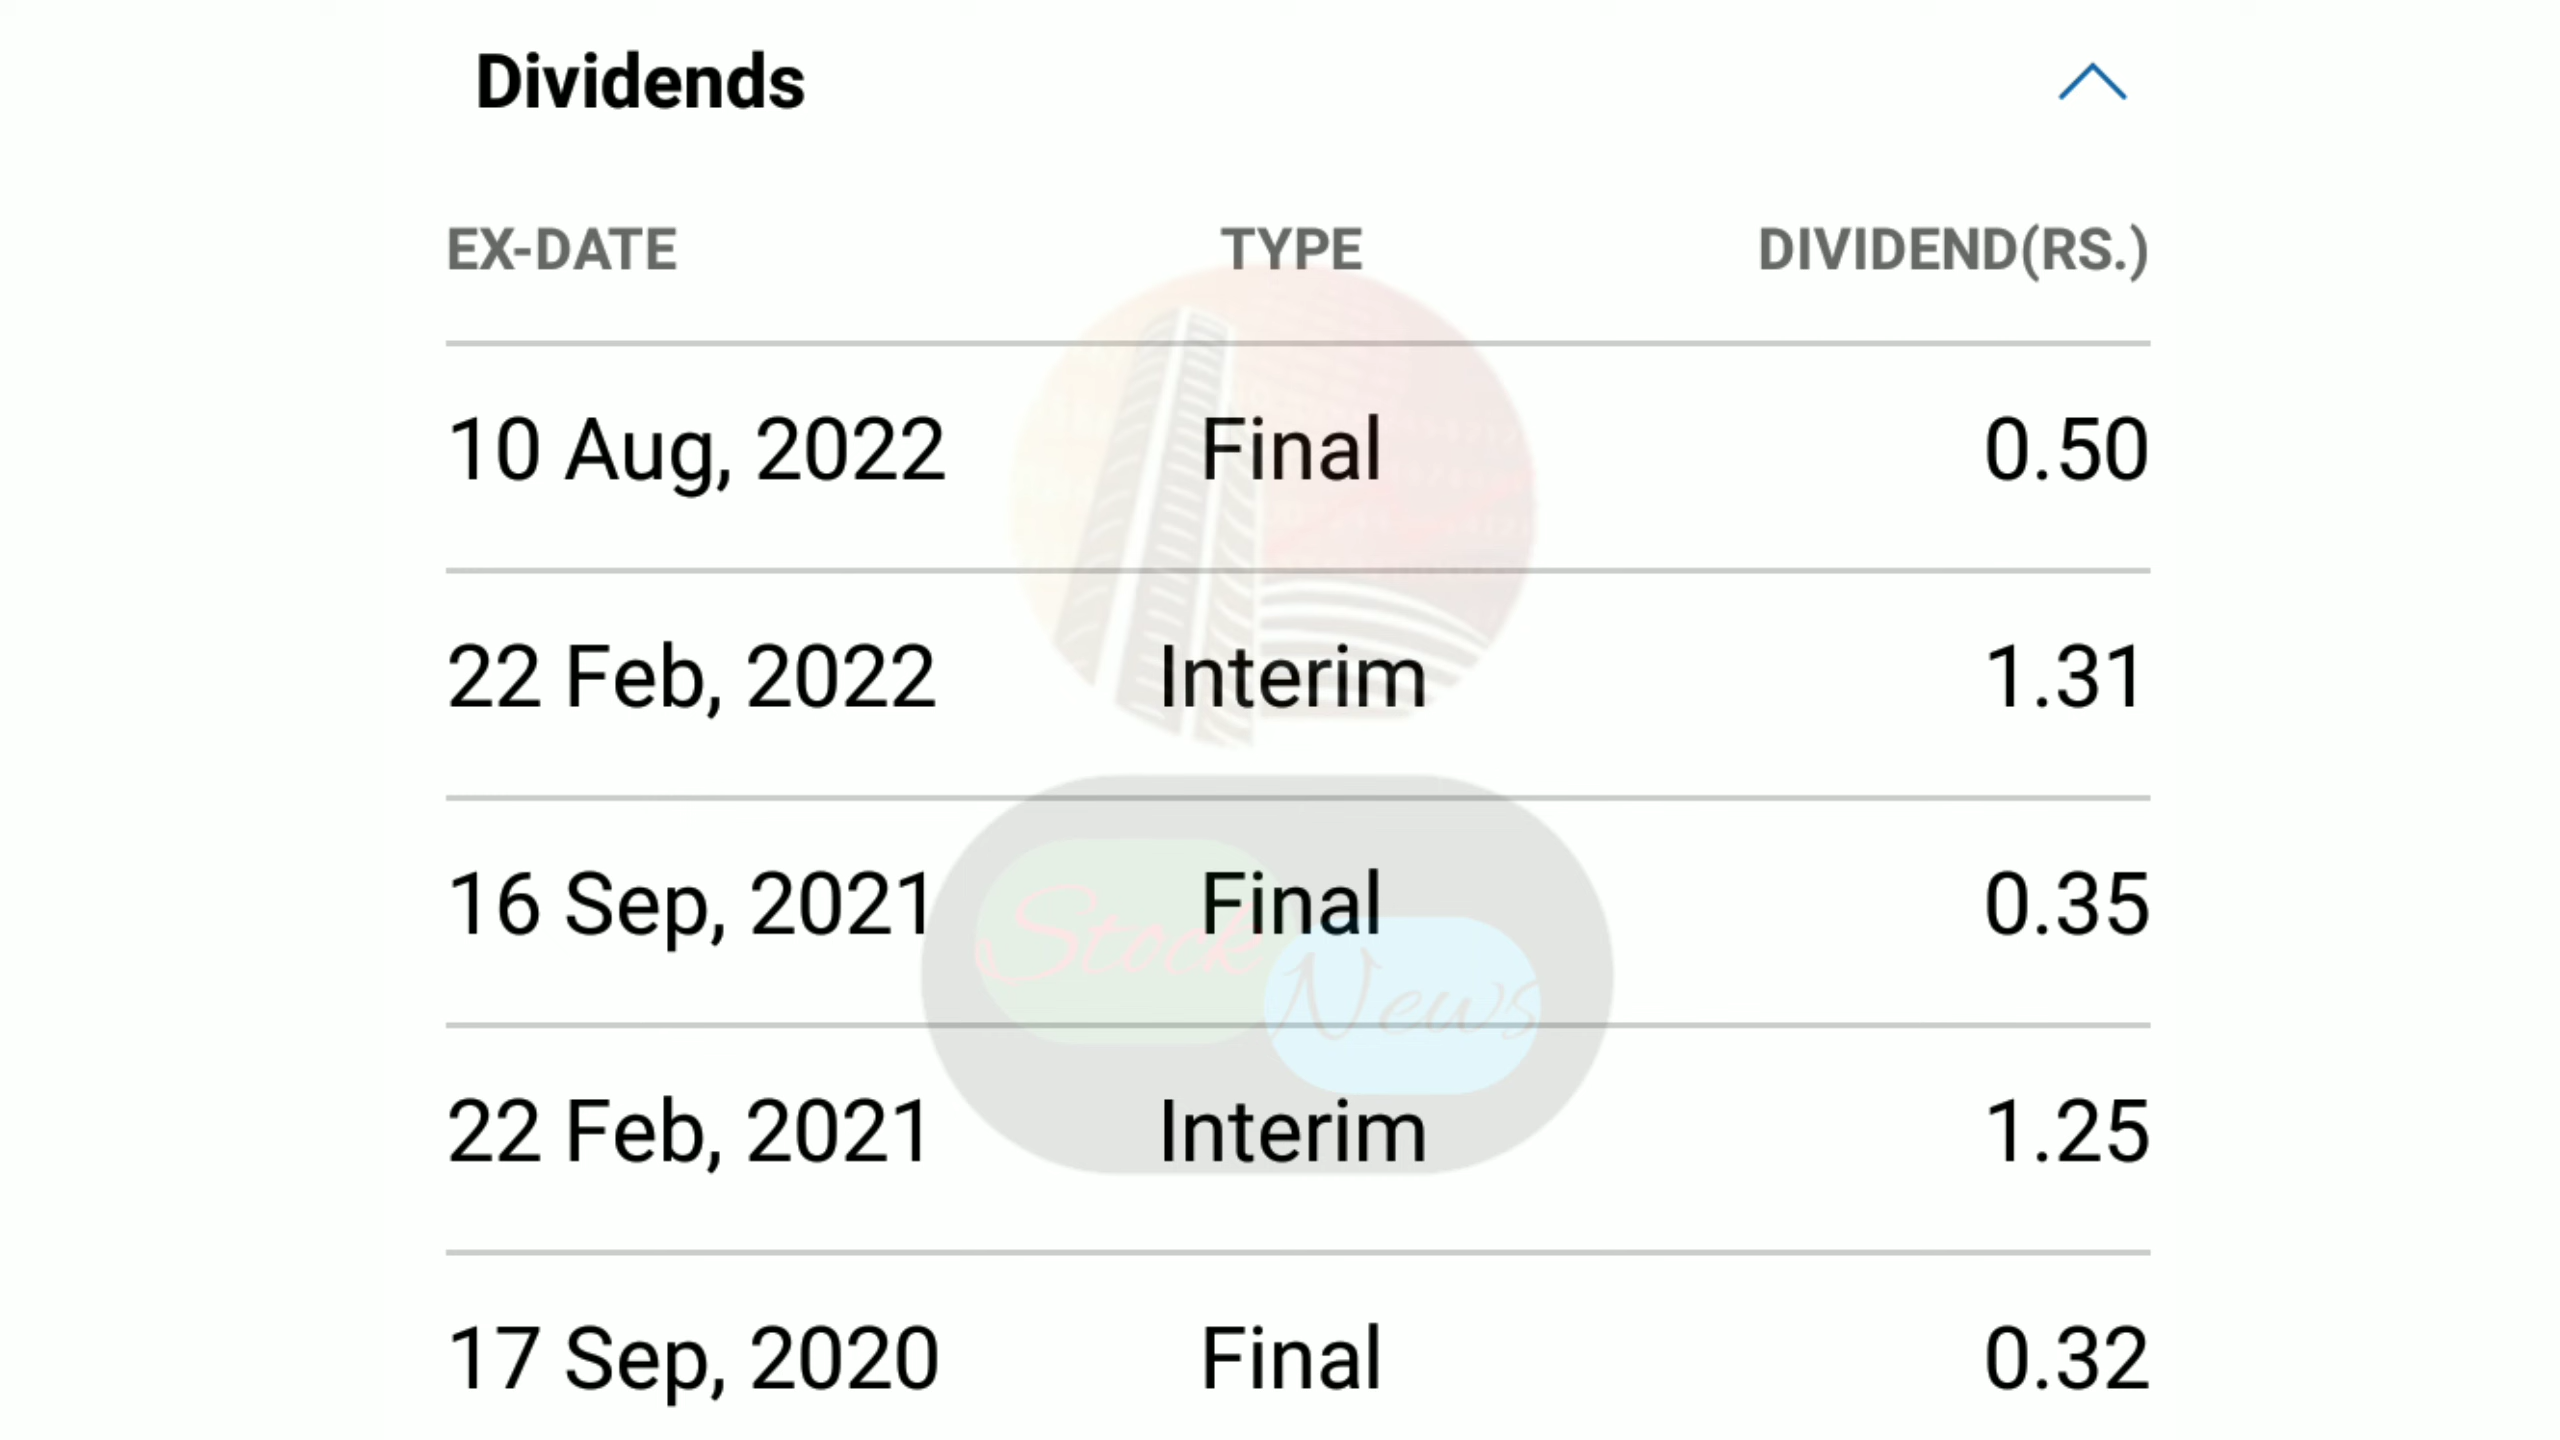 Dividends
EX-DATE TYPE DIVIDEND(RS.)
10 Aug, 2022 Final 0.50
22 Feb, 2022 Interim 1.31
16 Sep, 2021 Final 0.35
Stock
News
22 Feb, 2021 Interim 1.25
17 Sep, 2020 Final 0.32